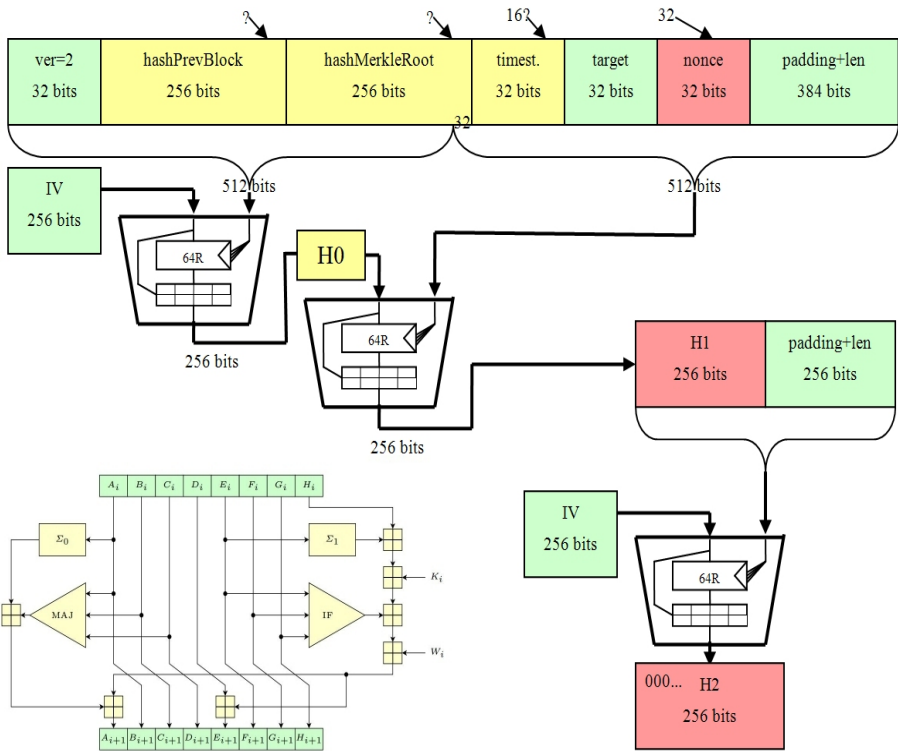 ? ? 16? 32
ver=2 hashPrevBlock hashMerkleRoot timest. target nonce padding+len
32 bits 256 bits 256 bits 32 bits 32 bits 32 bits 384 bits
32
512 bits 512 bits
IV
256 bits
64R
H0
256 bits
64R
256 bits
H1 padding+len
256 bits 256 bits
IV
256 bits
64R
000... H2
256 bits
A_i B_i C_i D_i E_i F_i G_i H_i
Σ_0 Σ_1
K_i
MAJ IF
W_i
A_{i+1} B_{i+1} C_{i+1} D_{i+1} E_{i+1} F_{i+1} G_{i+1} H_{i+1}